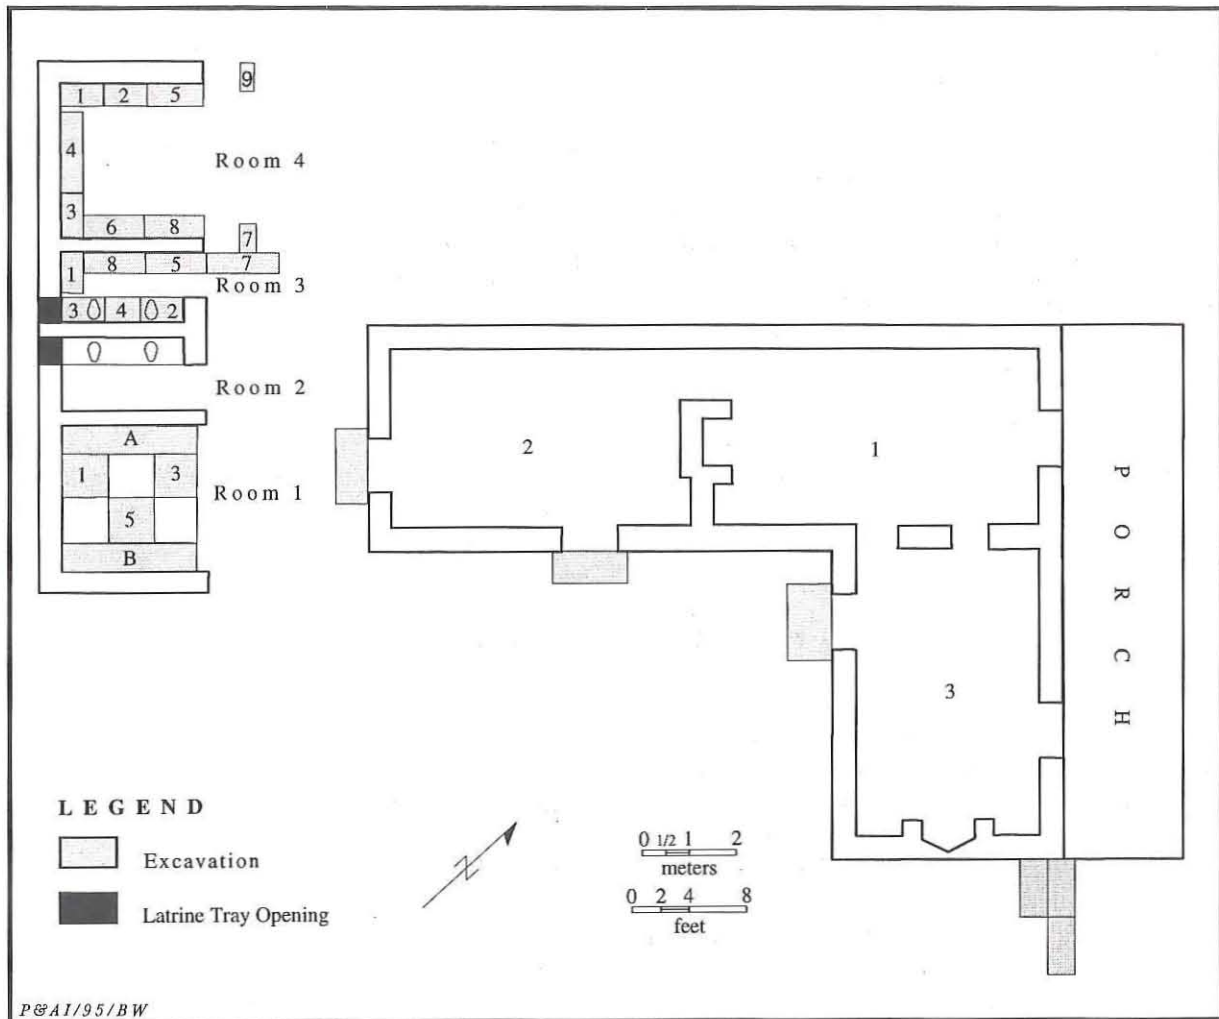 9
1 2 5
4
Room 4
3
6 8
7
8 5 7
1
Room 3
3 4 2
Room 2
A
1 3
Room 1
5
B
2
1
3
PORCH
LEGEND
Excavation
Latrine Tray Opening
N
0 1/2 1 2
meters
0 2 4 8
feet
P&AI/95/BW